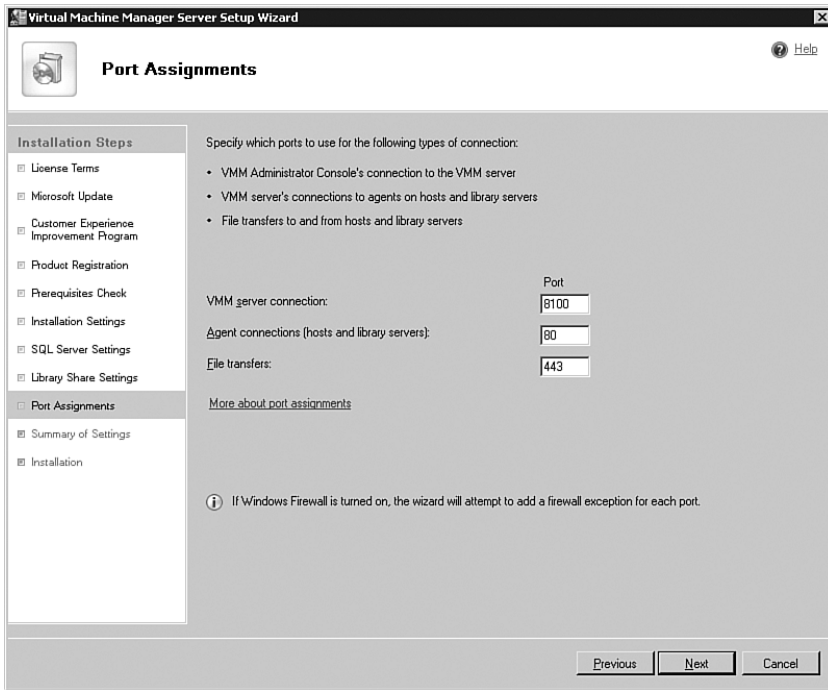 Virtual Machine Manager Server Setup Wizard
Help
Port Assignments
Installation Steps
License Terms
Microsoft Update
Customer Experience
Improvement Program
Product Registration
Prerequisites Check
Installation Settings
SQL Server Settings
Library Share Settings
Port Assignments
Summary of Settings
Installation
Specify which ports to use for the following types of connection:
• VMM Administrator Console's connection to the VMM server
• VMM server's connections to agents on hosts and library servers
• File transfers to and from hosts and library servers
Port
VMM server connection: 8100
Agent connections (hosts and library servers): 80
File transfers: 443
More about port assignments
If Windows Firewall is turned on, the wizard will attempt to add a firewall exception for each port.
Previous Next Cancel